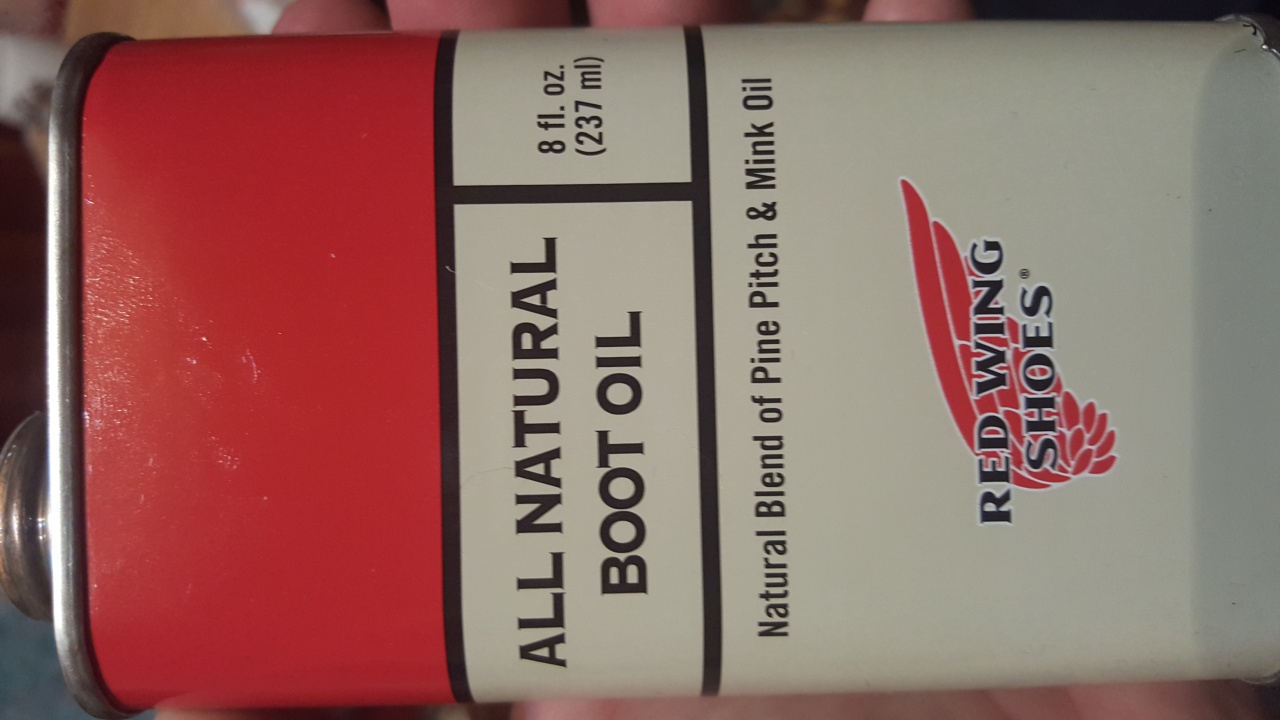 ALL NATURAL
BOOT OIL
8 fl. oz.
(237 ml)
Natural Blend of Pine Pitch & Mink Oil
RED WING
SHOES®